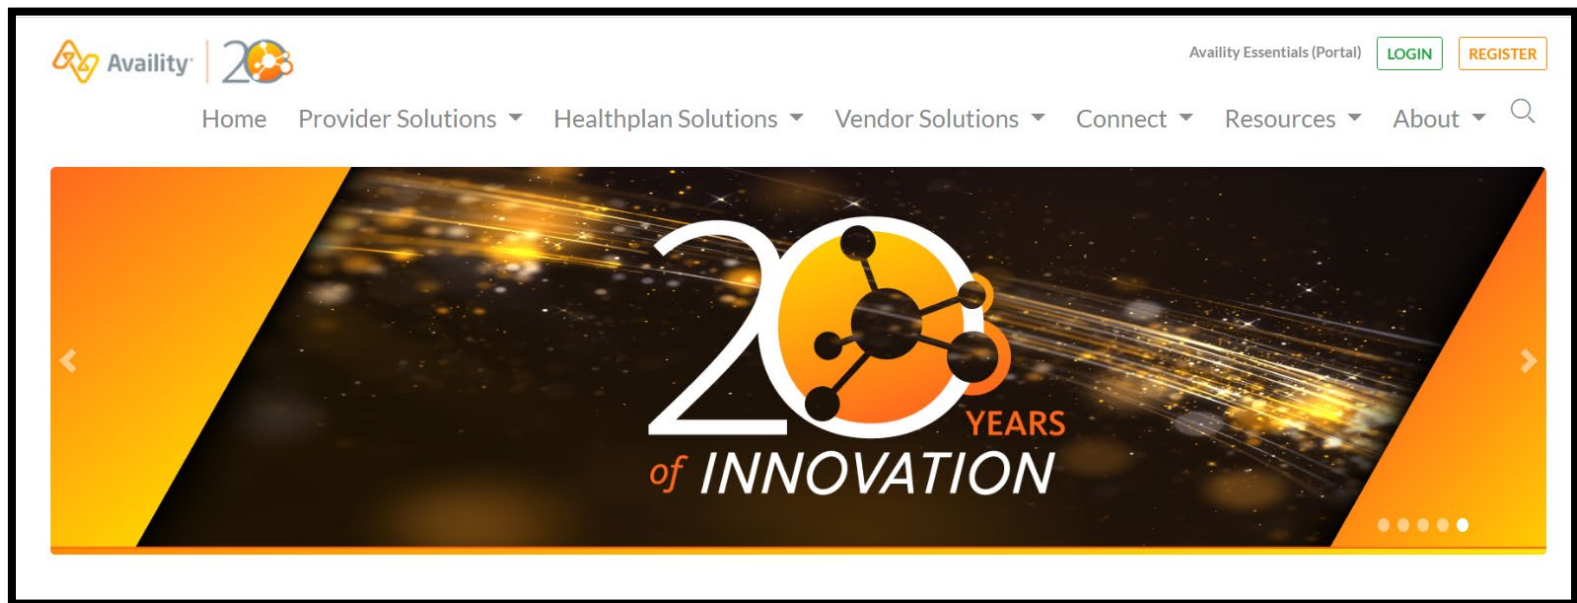 Availity
20
Availity Essentials (Portal) LOGIN REGISTER
Home Provider Solutions Healthplan Solutions Vendor Solutions Connect Resources About
20
YEARS
of INNOVATION